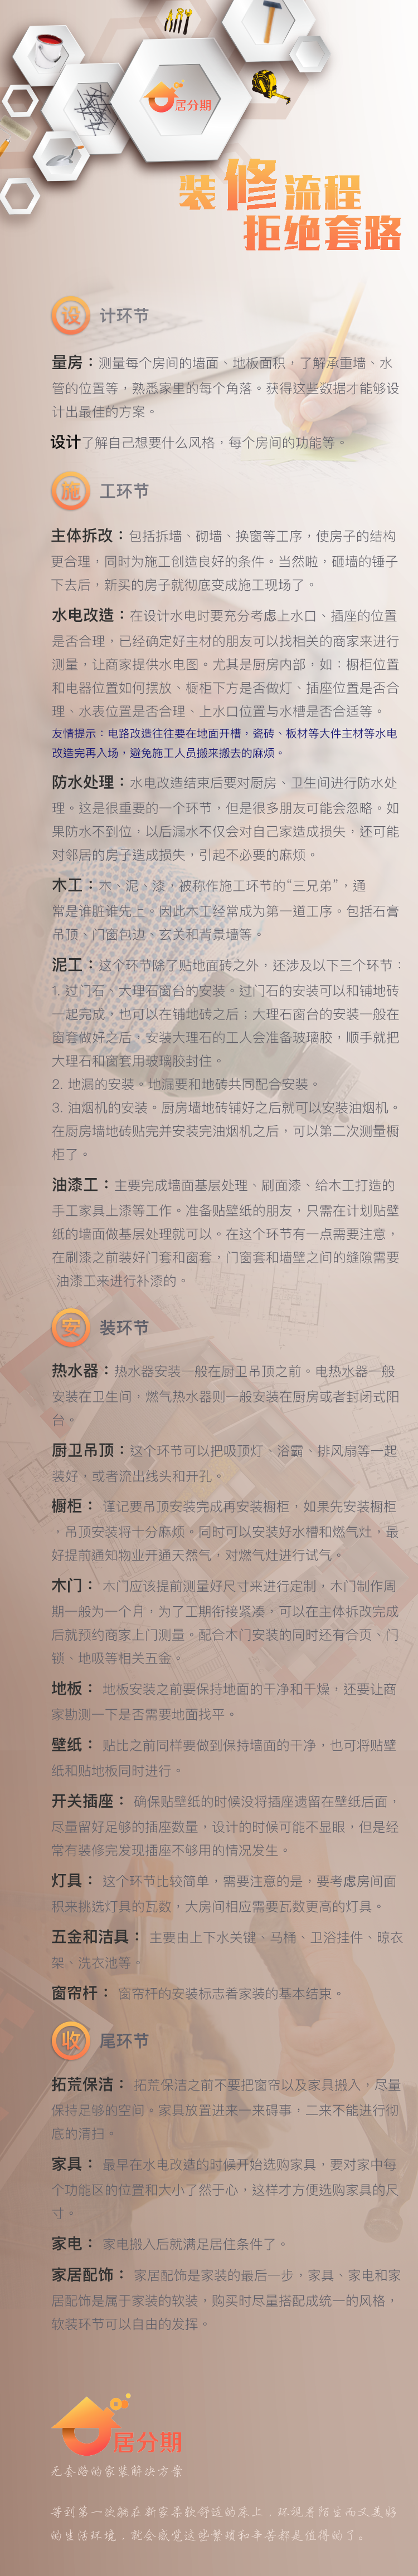 居分期
装修流程
拒绝套路
设计环节
量房：测量每个房间的墙面、地板面积，了解承重墙、水
管的位置等，熟悉家里的每个角落。获得这些数据才能够设
计出最佳的方案。
设计了解自己想要什么风格，每个房间的功能等。
施工环节
主体拆改：包括拆墙、砌墙、换窗等工序，使房子的结构
更合理，同时为施工创造良好的条件。当然啦，砸墙的锤子
下去后，新买的房子就彻底变成施工现场了。
水电改造：在设计水电时要充分考虑上水口、插座的位置
是否合理，已经确定好主材的朋友可以找相关的商家来进行
测量，让商家提供水电图。尤其是厨房内部，如：橱柜位置
和电器位置如何摆放、橱柜下方是否做灯、插座位置是否合
理、水表位置是否合理、上水口位置与水槽是否合适等。
友情提示：电路改造往往要在地面开槽，瓷砖、板材等大件主材等水电
改造完再入场，避免施工人员搬来搬去的麻烦。
防水处理：水电改造结束后要对厨房、卫生间进行防水处
理。这是很重要的一个环节，但是很多朋友可能会忽略。如
果防水不到位，以后漏水不仅会对自己家造成损失，还可能
对邻居的房子造成损失，引起不必要的麻烦。
木工：木、泥、漆，被称作施工环节的“三兄弟”，通
常是谁脏谁先上。因此木工经常成为第一道工序。包括石膏
吊顶、门窗包边、玄关和背景墙等。
泥工：这个环节除了贴地面砖之外，还涉及以下三个环节：
1. 过门石、大理石窗台的安装。过门石的安装可以和铺地砖
一起完成，也可以在铺地砖之后；大理石窗台的安装一般在
窗套做好之后，安装大理石的工人会准备玻璃胶，顺手就把
大理石和窗套用玻璃胶封住。
2. 地漏的安装。地漏要和地砖共同配合安装。
3. 油烟机的安装。厨房墙地砖铺好之后就可以安装油烟机。
在厨房墙地砖贴完并安装完油烟机之后，可以第二次测量橱
柜了。
油漆工：主要完成墙面基层处理、刷面漆、给木工打造的
手工家具上漆等工作。准备贴壁纸的朋友，只需在计划贴壁
纸的墙面做基层处理就可以。在这个环节有一点需要注意，
在刷漆之前装好门套和窗套，门窗套和墙壁之间的缝隙需要
油漆工来进行补漆的。
安装环节
热水器：热水器安装一般在厨卫吊顶之前。电热水器一般
安装在卫生间，燃气热水器则一般安装在厨房或者封闭式阳
台。
厨卫吊顶：这个环节可以把吸顶灯、浴霸、排风扇等一起
装好，或者流出线头和开孔。
橱柜： 谨记要吊顶安装完成再安装橱柜，如果先安装橱柜
，吊顶安装将十分麻烦。同时可以安装好水槽和燃气灶，最
好提前通知物业开通天然气，对燃气灶进行试气。
木门： 木门应该提前测量好尺寸来进行定制，木门制作周
期一般为一个月，为了工期衔接紧凑，可以在主体拆改完成
后就预约商家上门测量。配合木门安装的同时还有合页、门
锁、地吸等相关五金。
地板： 地板安装之前要保持地面的干净和干燥，还要让商
家勘测一下是否需要地面找平。
壁纸： 贴比之前同样要做到保持墙面的干净，也可将贴壁
纸和贴地板同时进行。
开关插座： 确保贴壁纸的时候没将插座遗留在壁纸后面，
尽量留好足够的插座数量，设计的时候可能不显眼，但是经
常有装修完发现插座不够用的情况发生。
灯具： 这个环节比较简单，需要注意的是，要考虑房间面
积来挑选灯具的瓦数，大房间相应需要瓦数更高的灯具。
五金和洁具： 主要由上下水关键、马桶、卫浴挂件、晾衣
架、洗衣池等。
窗帘杆： 窗帘杆的安装标志着家装的基本结束。
收尾环节
拓荒保洁： 拓荒保洁之前不要把窗帘以及家具搬入，尽量
保持足够的空间。家具放置进来一来碍事，二来不能进行彻
底的清扫。
家具： 最早在水电改造的时候开始选购家具，要对家中每
个功能区的位置和大小了然于心，这样才方便选购家具的尺
寸。
家电： 家电搬入后就满足居住条件了。
家居配饰： 家居配饰是家装的最后一步，家具、家电和家
居配饰是属于家装的软装，购买时尽量搭配成统一的风格，
软装环节可以自由的发挥。
居分期
无套路的家装解决方案
等到第一次躺在新家柔软舒适的床上，环视着陌生而又美好
的生活环境，就会感觉这些繁琐和辛苦都是值得的了。